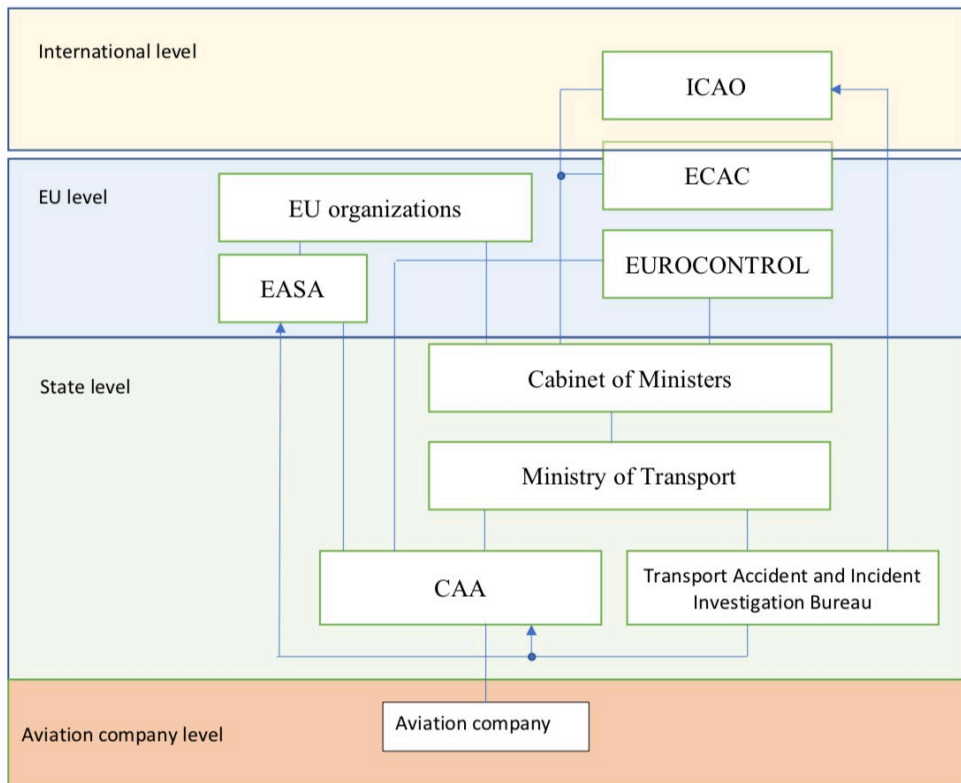 International level
ICAO
ECAC
EU level
EU organizations
EUROCONTROL
EASA
Cabinet of Ministers
State level
Ministry of Transport
CAA
Transport Accident and Incident
Investigation Bureau
Aviation company
Aviation company level